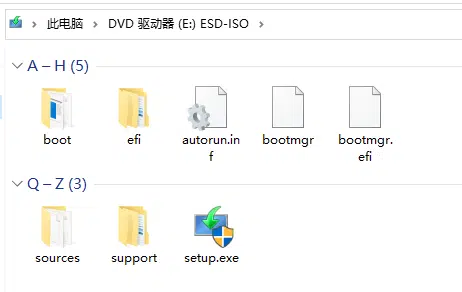 此电脑 > DVD 驱动器 (E:) ESD-ISO >
A – H (5)
boot efi autorun.in bootmgr bootmgr.
f efi
Q – Z (3)
sources support setup.exe